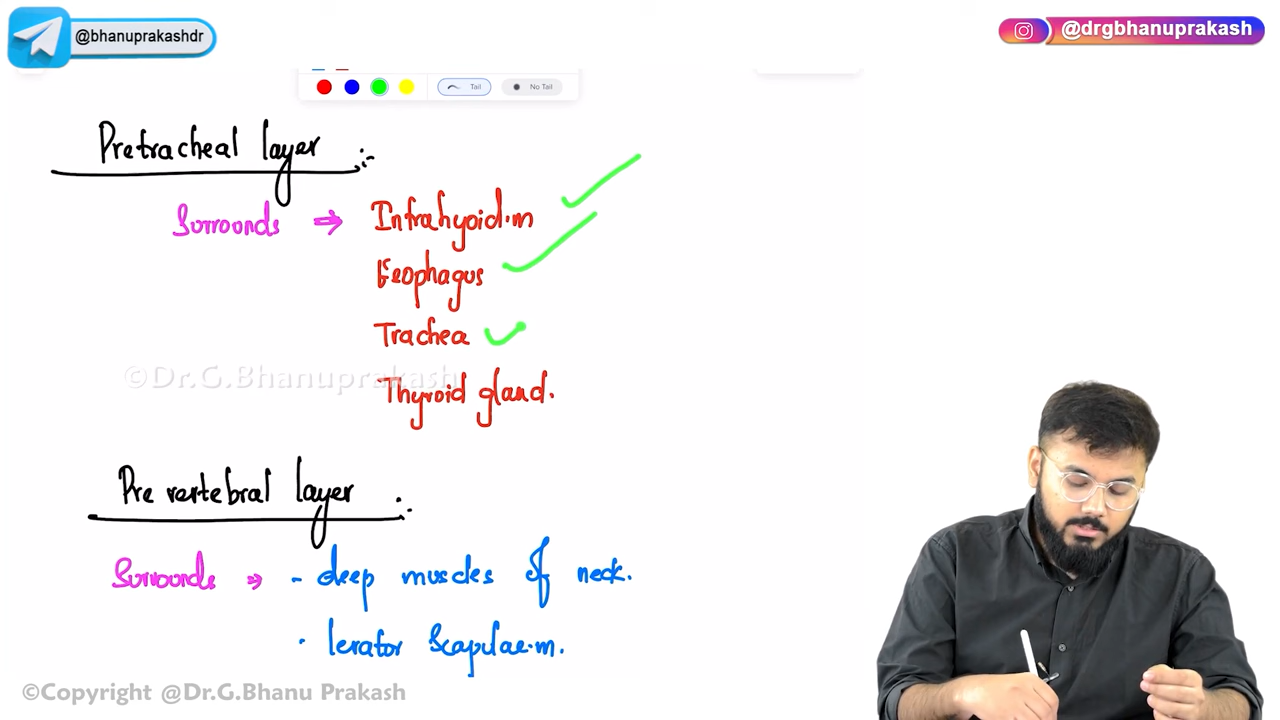 @bhanuprakashdr
@drgbhanuprakash
Tail
No Tail
Pretracheal layer :-
Surrounds ⇒ Infrahyoid.m
Esophagus
Trachea
Thyroid gland.
©Dr.G.Bhanuprakash
Pre vertebral layer :
Surrounds ⇒ - deep muscles of neck.
· levator Scapulae.m.
©Copyright @Dr.G.Bhanu Prakash